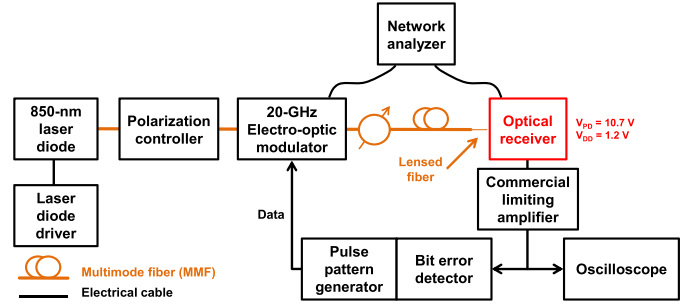 Network
analyzer
850-nm
laser
diode
Polarization
controller
20-GHz
Electro-optic
modulator
Optical
receiver
V_PD = 10.7 V
V_DD = 1.2 V
Lensed
fiber
Laser
diode
driver
Data
Commercial
limiting
amplifier
Pulse
pattern
generator
Bit error
detector
Oscilloscope
Multimode fiber (MMF)
Electrical cable